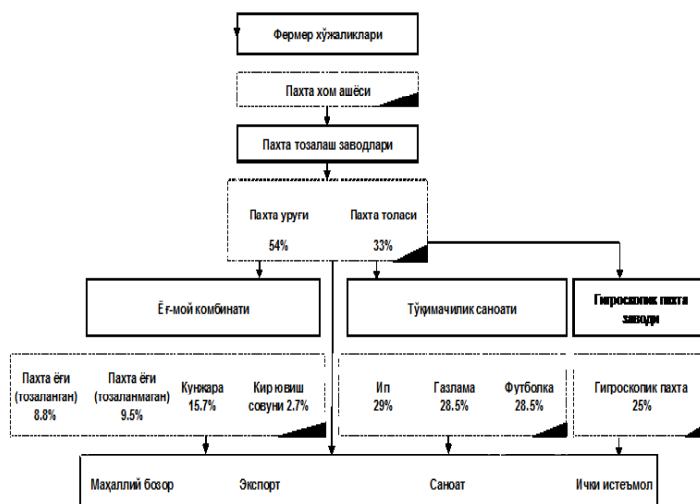 Фермер хўжаликлари
Пахта хом ашёси
Пахта тозалаш заводлари
Пахта уруғи
54%
Пахта толаси
33%
Ёғ-мой комбинати
Тўқимачилик саноати
Гигроскопик пахта
заводи
Пахта ёғи
(тозаланган)
8.8%
Пахта ёғи
(тозаланмаган)
9.5%
Кунжара
15.7%
Кир ювиш
совуни 2.7%
Ип
29%
Газлама
28.5%
Футболка
28.5%
Гигроскопик пахта
25%
Маҳаллий бозор
Экспорт
Саноат
Ички истеъмол